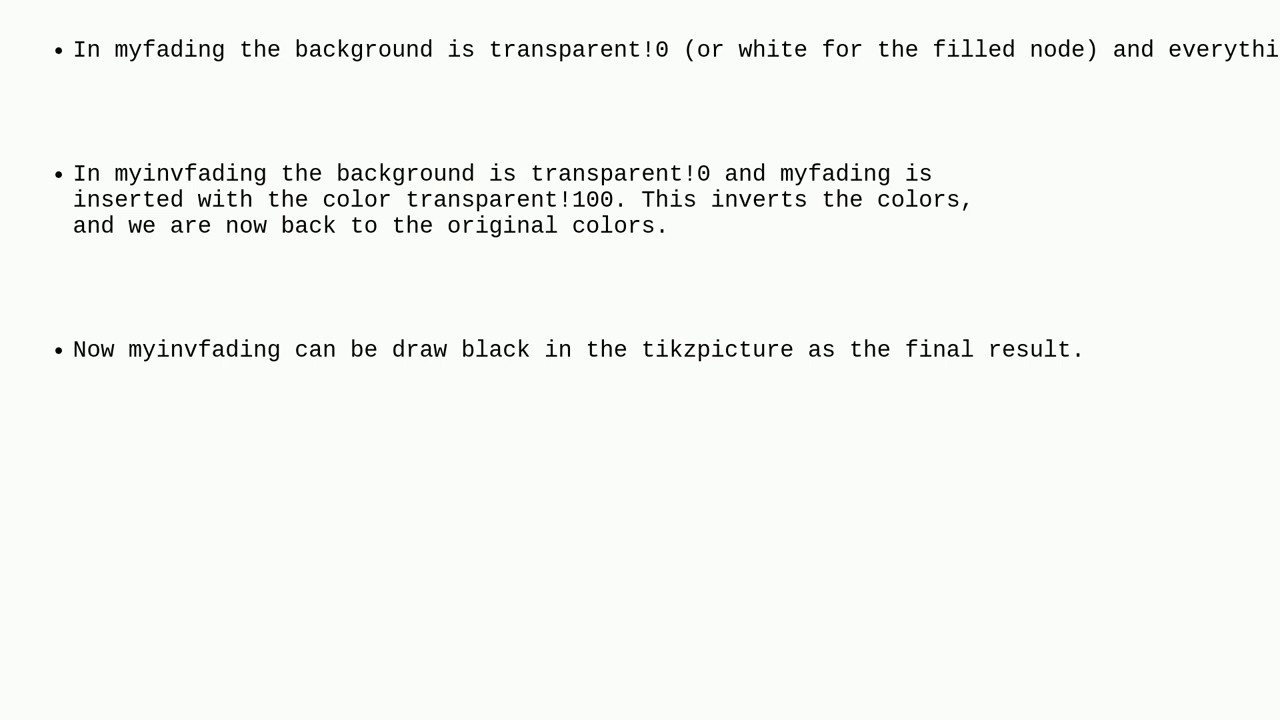 • In myfading the background is transparent!0 (or white for the filled node) and everythi
• In myinvfading the background is transparent!0 and myfading is
inserted with the color transparent!100. This inverts the colors,
and we are now back to the original colors.
• Now myinvfading can be draw black in the tikzpicture as the final result.